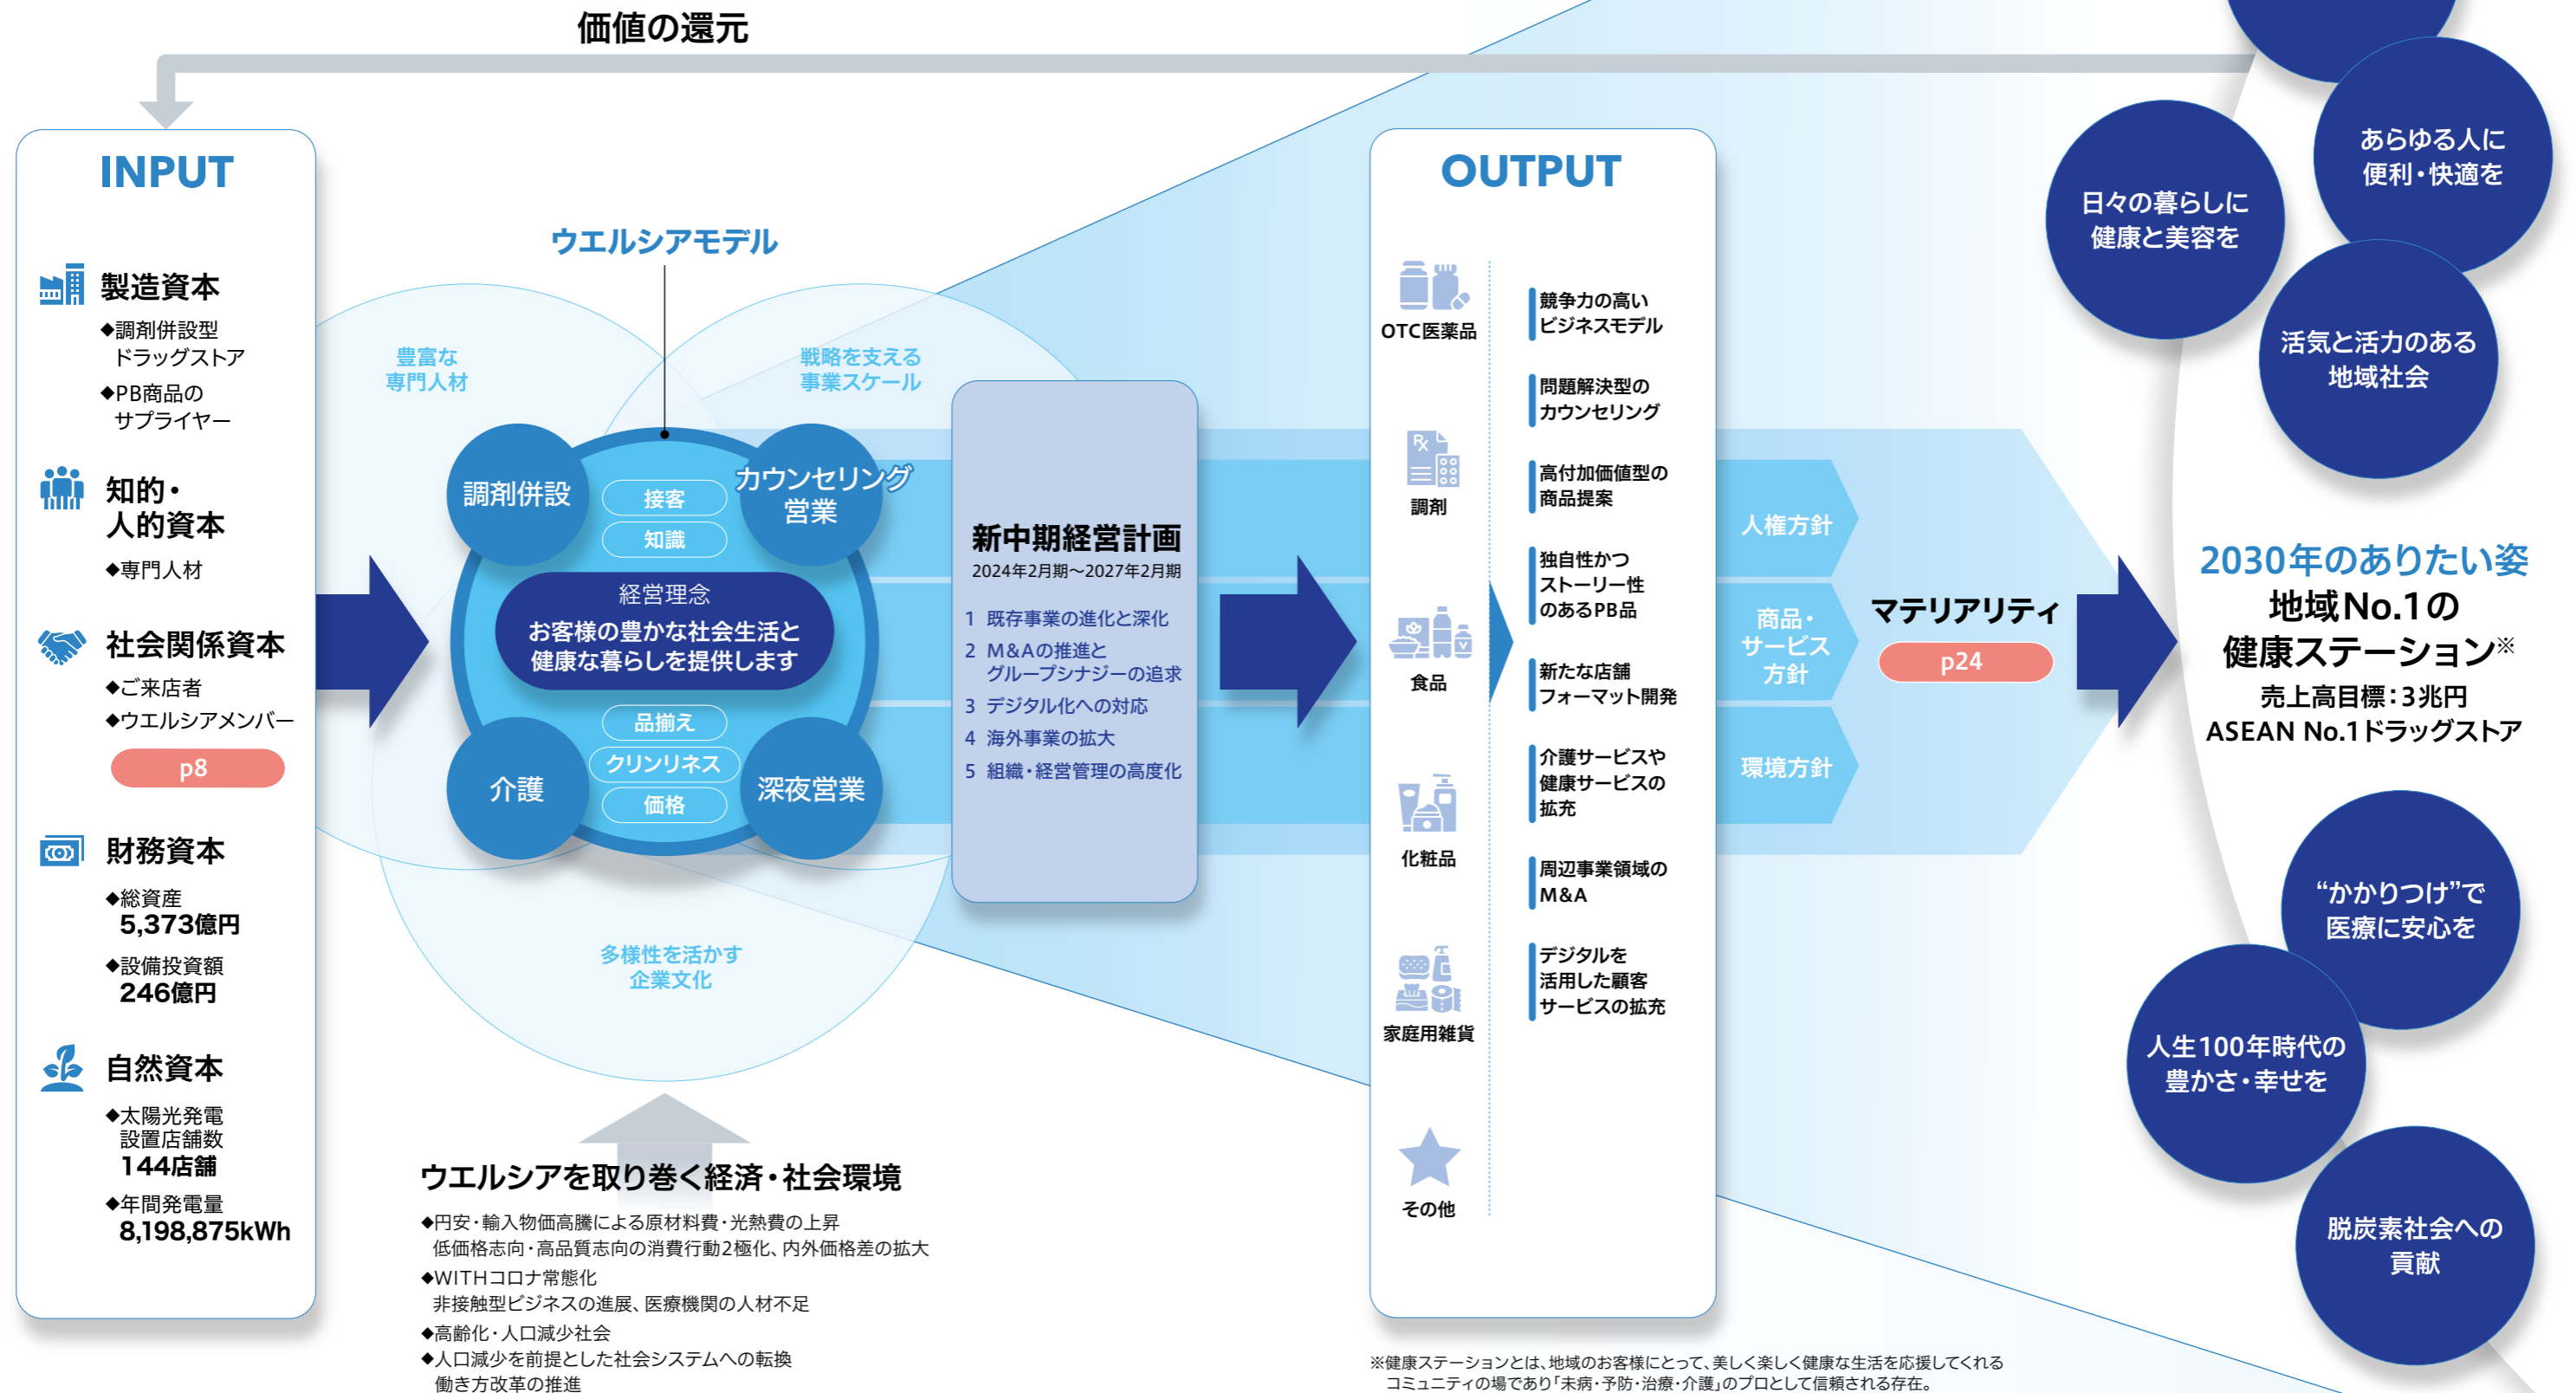 価値の還元
INPUT
製造資本
◆調剤併設型
ドラッグストア
◆PB商品の
サプライヤー
知的・
人的資本
◆専門人材
社会関係資本
◆ご来店者
◆ウエルシアメンバー
p8
財務資本
◆総資産
5,373億円
◆設備投資額
246億円
自然資本
◆太陽光発電
設置店舗数
144店舗
◆年間発電量
8,198,875kWh
ウエルシアモデル
豊富な
専門人材
戦略を支える
事業スケール
調剤併設
カウンセリング
営業
接客
知識
経営理念
お客様の豊かな社会生活と
健康な暮らしを提供します
品揃え
クリンリネス
価格
介護
深夜営業
多様性を活かす
企業文化
ウエルシアを取り巻く経済・社会環境
◆円安・輸入物価高騰による原材料費・光熱費の上昇
低価格志向・高品質志向の消費行動2極化、内外価格差の拡大
◆WITHコロナ常態化
非接触型ビジネスの進展、医療機関の人材不足
◆高齢化・人口減少社会
◆人口減少を前提とした社会システムへの転換
働き方改革の推進
新中期経営計画
2024年2月期～2027年2月期
1 既存事業の進化と深化
2 M&Aの推進と
グループシナジーの追求
3 デジタル化への対応
4 海外事業の拡大
5 組織・経営管理の高度化
OUTPUT
OTC医薬品
調剤
食品
化粧品
家庭用雑貨
その他
競争力の高い
ビジネスモデル
問題解決型の
カウンセリング
高付加価値型の
商品提案
独自性かつ
ストーリー性
のあるPB品
新たな店舗
フォーマット開発
介護サービスや
健康サービスの
拡充
周辺事業領域の
M&A
デジタルを
活用した顧客
サービスの拡充
人権方針
商品・
サービス
方針
環境方針
マテリアリティ
p24
あらゆる人に
便利・快適を
日々の暮らしに
健康と美容を
活気と活力のある
地域社会
2030年のありたい姿
地域No.1の
健康ステーション※
売上高目標：3兆円
ASEAN No.1ドラッグストア
“かかりつけ”で
医療に安心を
人生100年時代の
豊かさ・幸せを
脱炭素社会への
貢献
※健康ステーションとは、地域のお客様にとって、美しく楽しく健康な生活を応援してくれる
コミュニティの場であり「未病・予防・治療・介護」のプロとして信頼される存在。